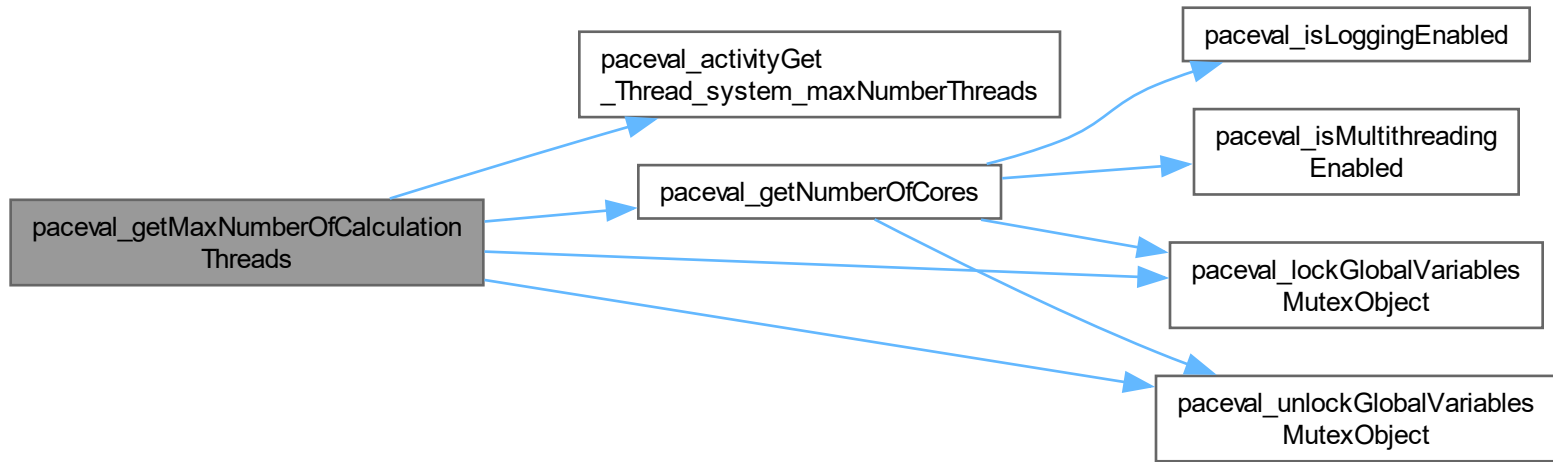 paceval_getMaxNumberOfCalculation
Threads
paceval_activityGet
_Thread_system_maxNumberThreads
paceval_getNumberOfCores
paceval_isLoggingEnabled
paceval_isMultithreading
Enabled
paceval_lockGlobalVariables
MutexObject
paceval_unlockGlobalVariables
MutexObject